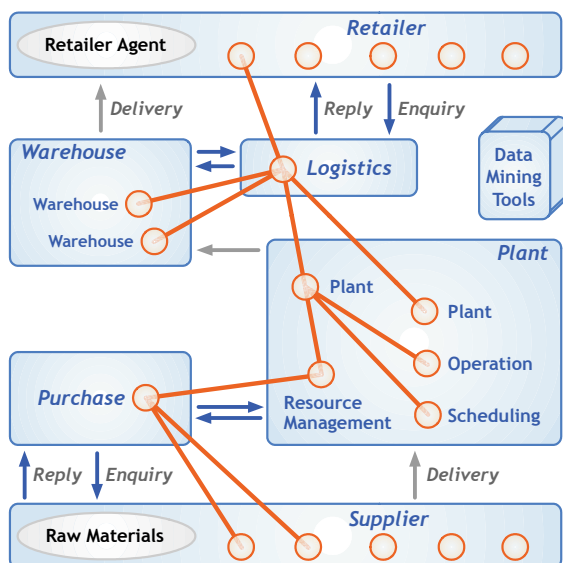 Retailer
Retailer Agent
Delivery
Reply
Enquiry
Warehouse
Logistics
Warehouse
Warehouse
Data
Mining
Tools
Plant
Plant
Plant
Operation
Purchase
Resource
Management
Scheduling
Reply
Enquiry
Delivery
Supplier
Raw Materials